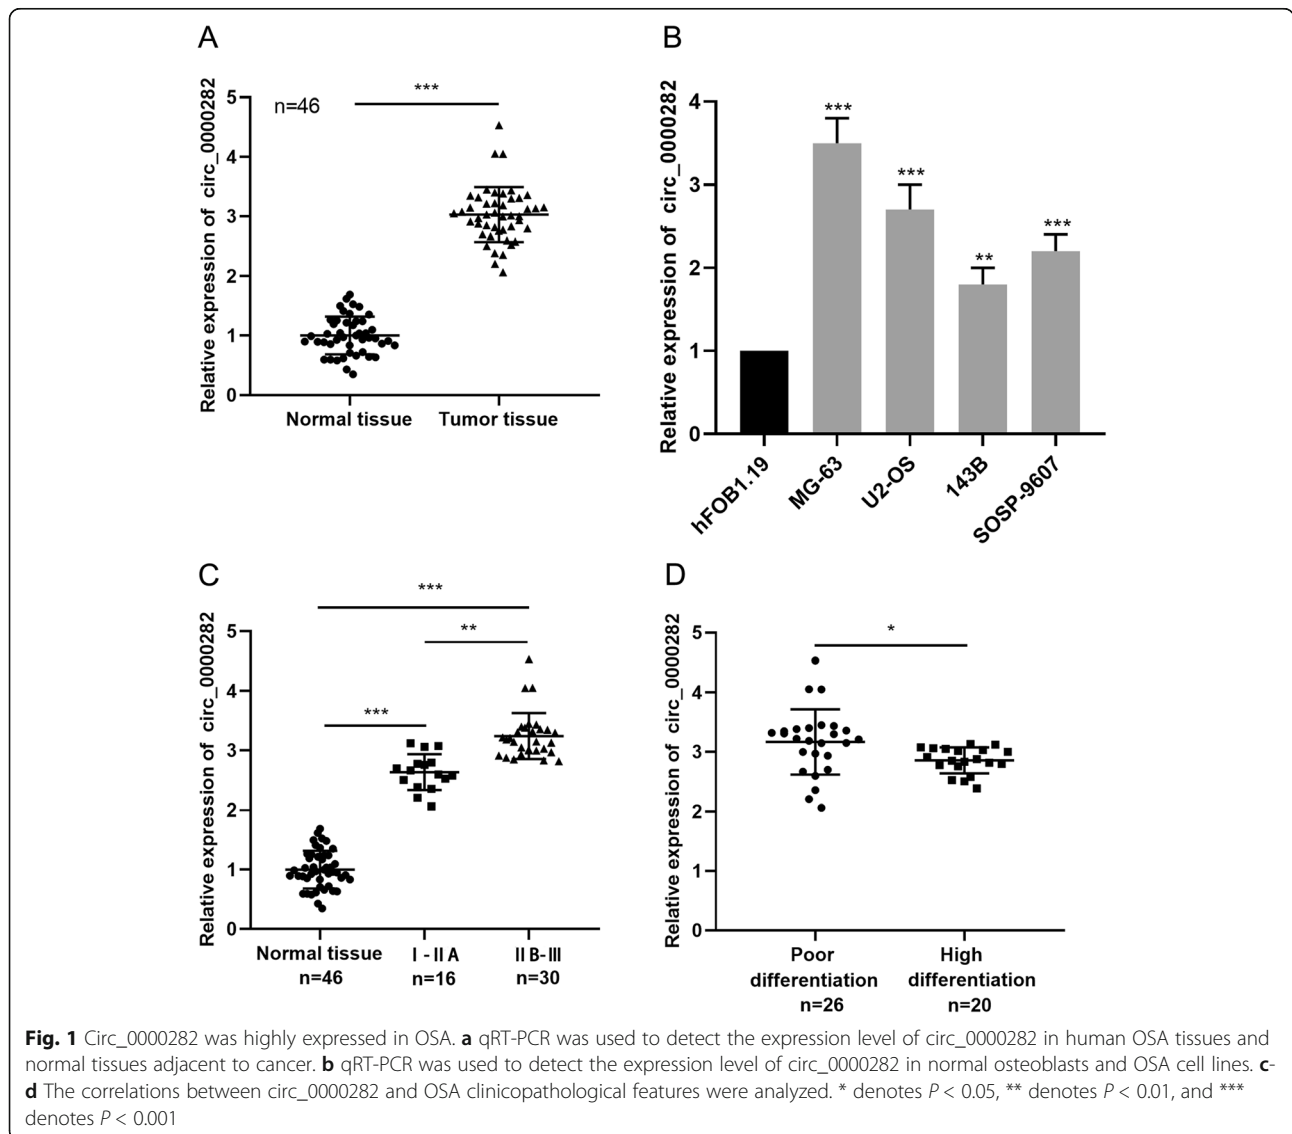 A
Relative expression of circ_0000282
5
4
3
2
1
0
n=46
***
Normal tissue
Tumor tissue
B
Relative expression of circ_0000282
4
3
2
1
0
***
***
**
***
hFOB1.19
MG-63
U2-OS
143B
SOSP-9607
C
Relative expression of circ_0000282
5
4
3
2
1
0
***
**
***
Normal tissue
n=46
I-IIA
n=16
IIB-III
n=30
D
Relative expression of circ_0000282
5
4
3
2
1
0
*
Poor
differentiation
n=26
High
differentiation
n=20
Fig. 1 Circ_0000282 was highly expressed in OSA. a qRT-PCR was used to detect the expression level of circ_0000282 in human OSA tissues and
normal tissues adjacent to cancer. b qRT-PCR was used to detect the expression level of circ_0000282 in normal osteoblasts and OSA cell lines. c-
d The correlations between circ_0000282 and OSA clinicopathological features were analyzed. * denotes P < 0.05, ** denotes P < 0.01, and ***
denotes P < 0.001